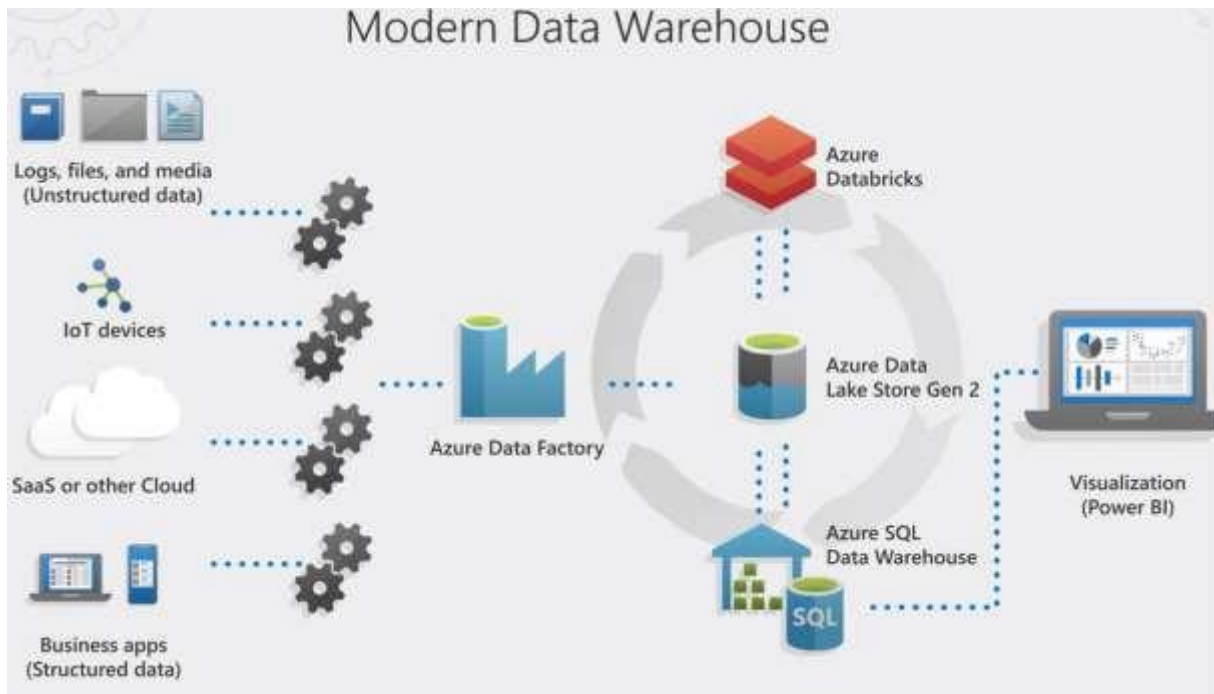 Modern Data Warehouse
Logs, files, and media
(Unstructured data)
IoT devices
SaaS or other Cloud
Business apps
(Structured data)
Azure Data Factory
Azure
Databricks
Azure Data
Lake Store Gen 2
Azure SQL
Data Warehouse
SQL
Visualization
(Power BI)